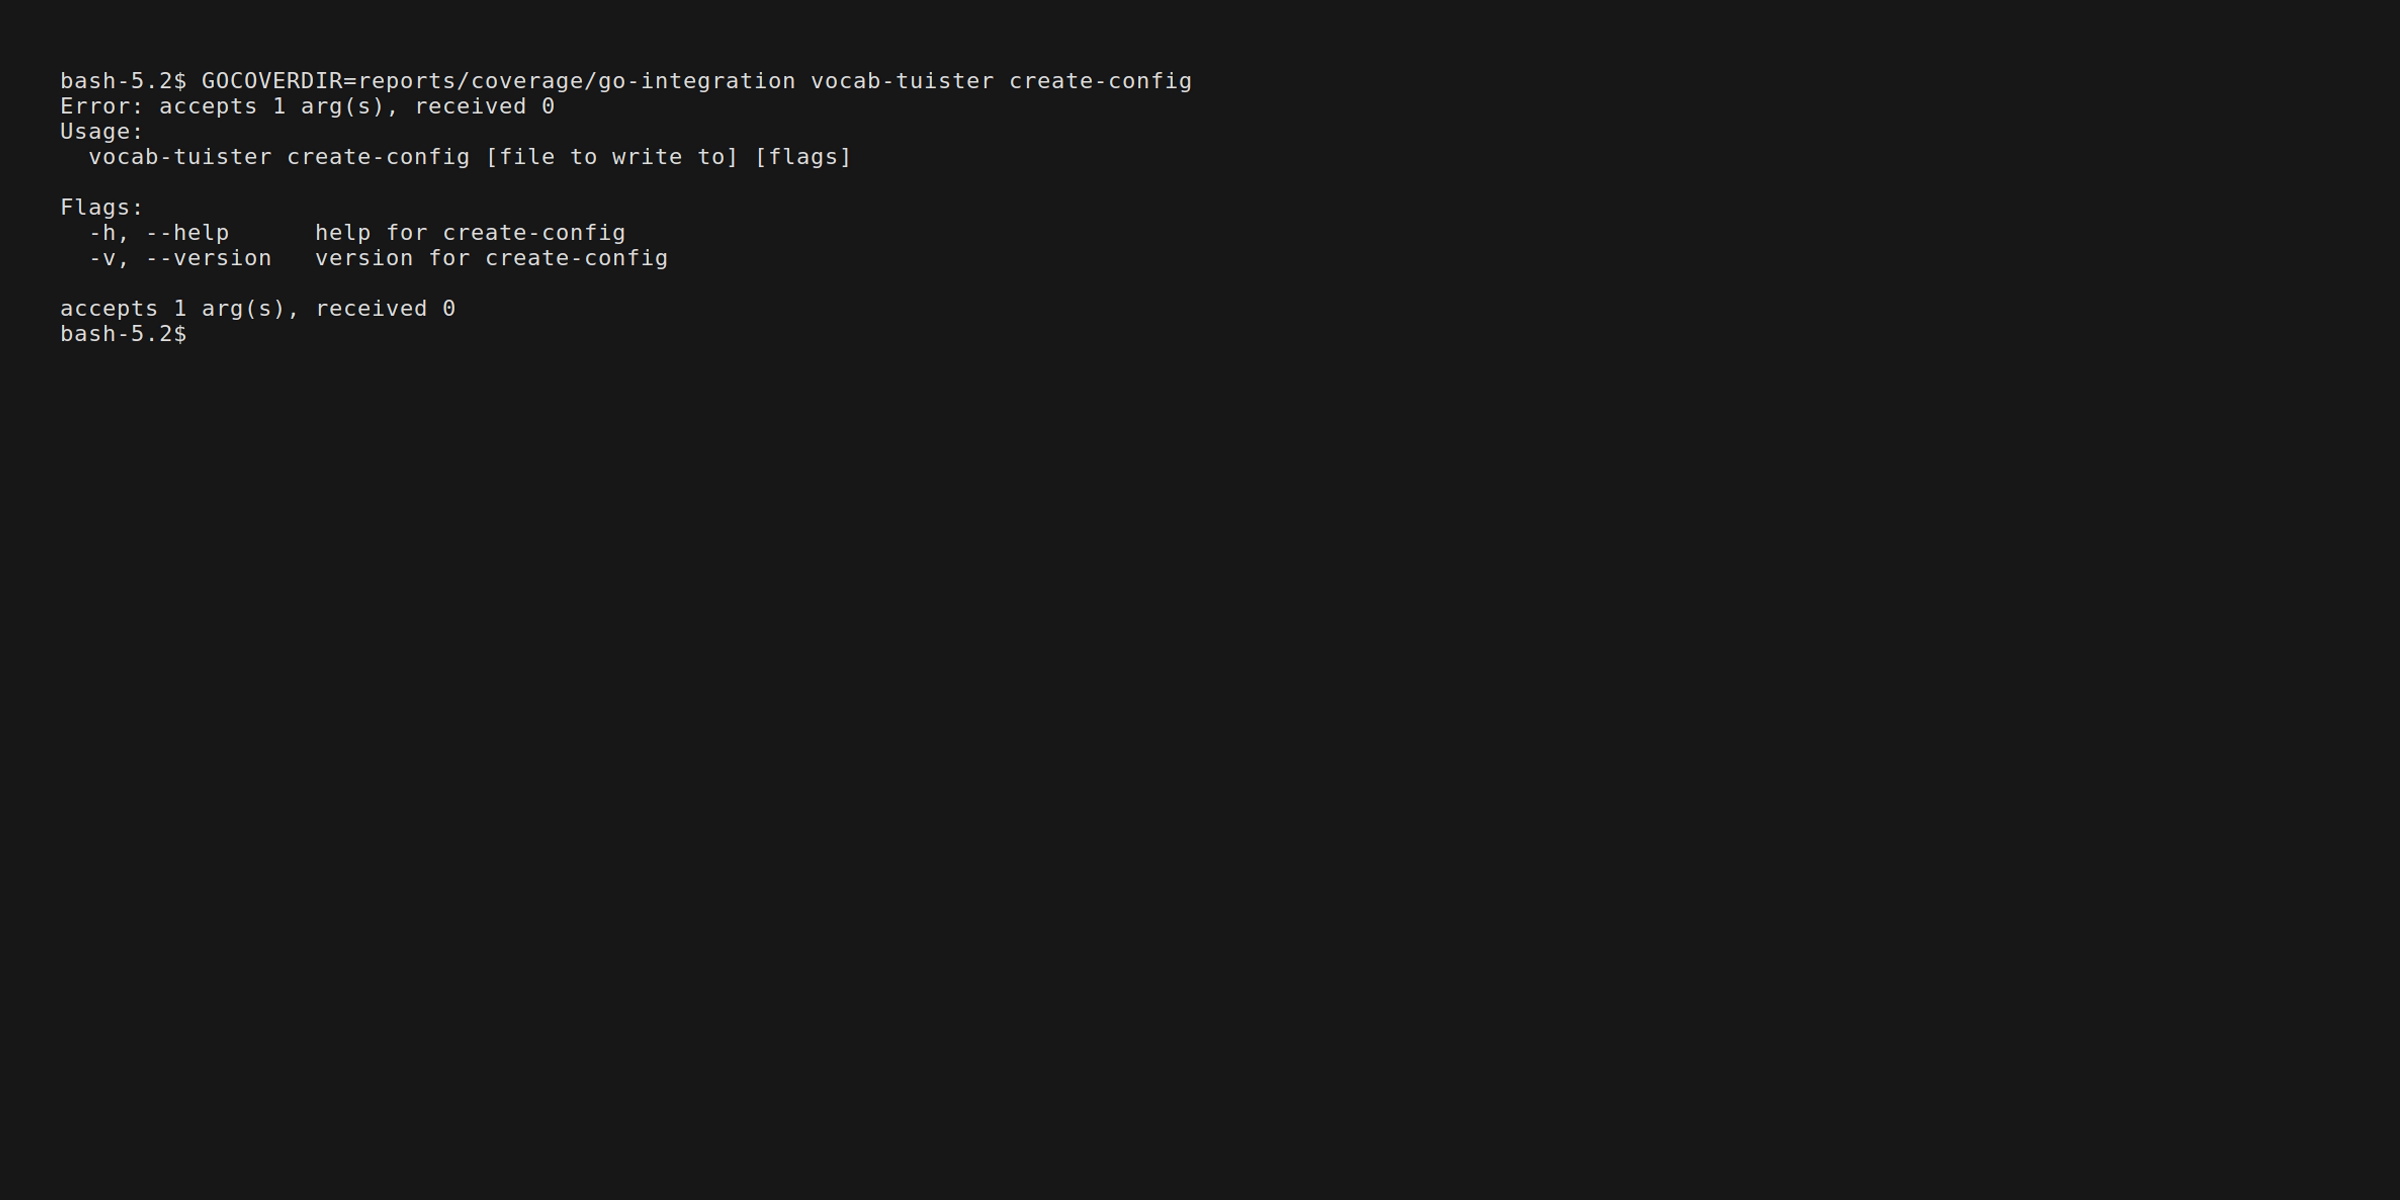 bash-5.2$ GOCOVERDIR=reports/coverage/go-integration vocab-tuister create-config
Error: accepts 1 arg(s), received 0
Usage:
  vocab-tuister create-config [file to write to] [flags]

Flags:
  -h, --help      help for create-config
  -v, --version   version for create-config

accepts 1 arg(s), received 0
bash-5.2$